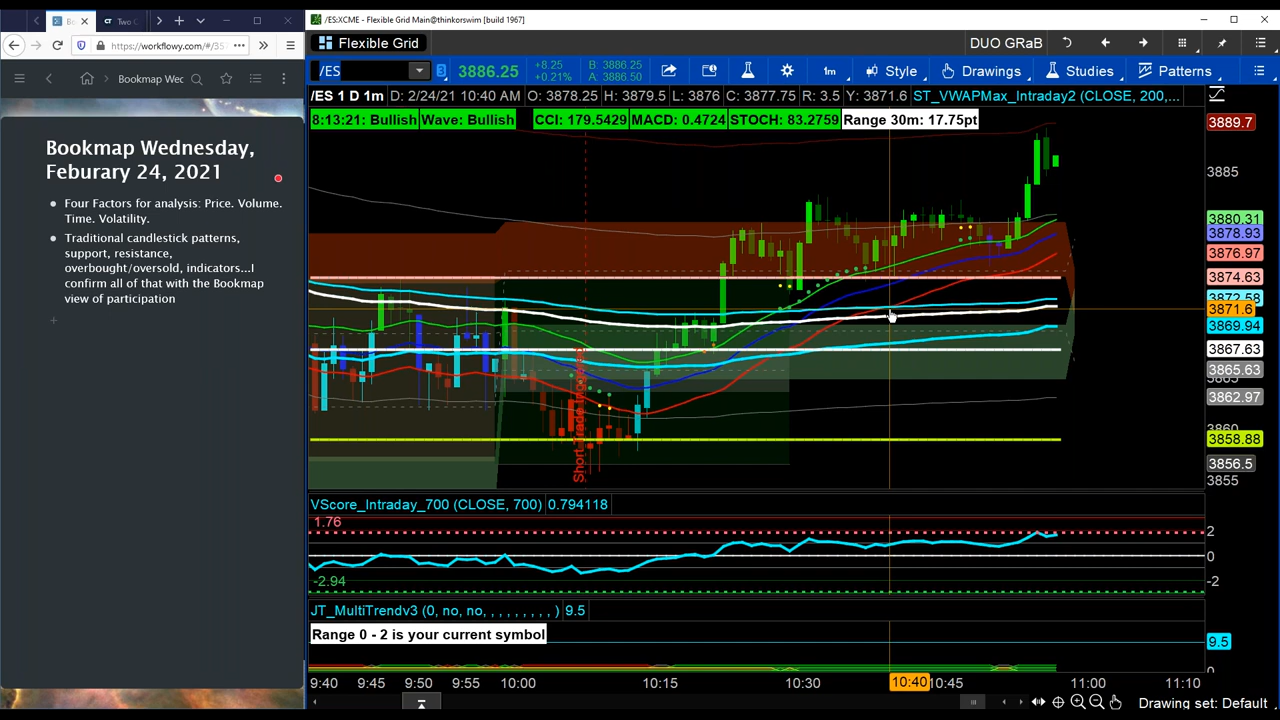 /ES:XCME - Flexible Grid Main@thinkorswim [build 1967]
https://workflowy.com/#/35
Flexible Grid
DUO GRaB
/ES
3
3886.25
+8.25
+0.21%
B: 3886.25
A: 3886.50
1m
Style
Drawings
Studies
Patterns
Bookmap Wec
/ES 1 D 1m
D: 2/24/21 10:40 AM
O: 3878.25
H: 3879.5
L: 3876
C: 3877.75
R: 3.5
Y: 3871.6
ST_VWAPMax_Intraday2 (CLOSE, 200,...
8:13:21: Bullish
Wave: Bullish
CCI: 179.5429
MACD: 0.4724
STOCH: 83.2759
Range 30m: 17.75pt
Bookmap Wednesday,
Feburary 24, 2021
Four Factors for analysis: Price. Volume.
Time. Volatility.
Traditional candlestick patterns,
support, resistance,
overbought/oversold, indicators...I
confirm all of that with the Bookmap
view of participation
Short Trade Triggered
3889.7
3885
3880.31
3878.93
3876.97
3874.63
3872.58
3871.6
3869.94
3867.63
3865.63
3862.97
3858.88
3856.5
3855
VScore_Intraday_700 (CLOSE, 700)
0.794118
1.76
-2.94
2
0
-2
JT_MultiTrendv3 (0, no, no, , , , , , , , , )
9.5
Range 0 - 2 is your current symbol
9.5
0
9:40
9:45
9:50
9:55
10:00
10:15
10:30
10:40
10:45
11:00
11:10
Drawing set: Default